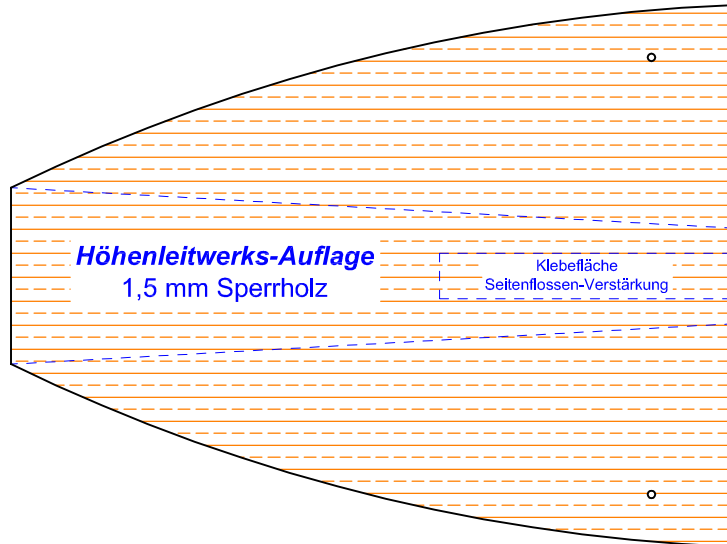 Höhenleitwerks-Auflage
1,5 mm Sperrholz
Klebefläche
Seitenflossen-Verstärkung